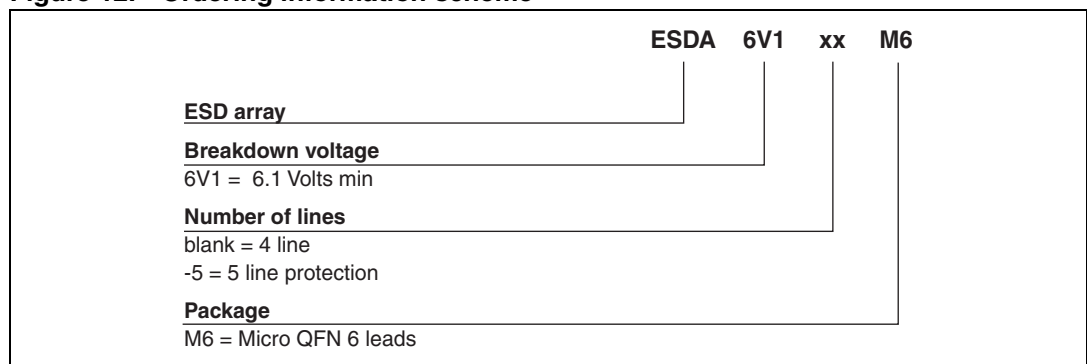 Figure 12. Ordering information scheme
ESDA 6V1 xx M6
ESD array
Breakdown voltage
6V1 = 6.1 Volts min
Number of lines
blank = 4 line
-5 = 5 line protection
Package
M6 = Micro QFN 6 leads